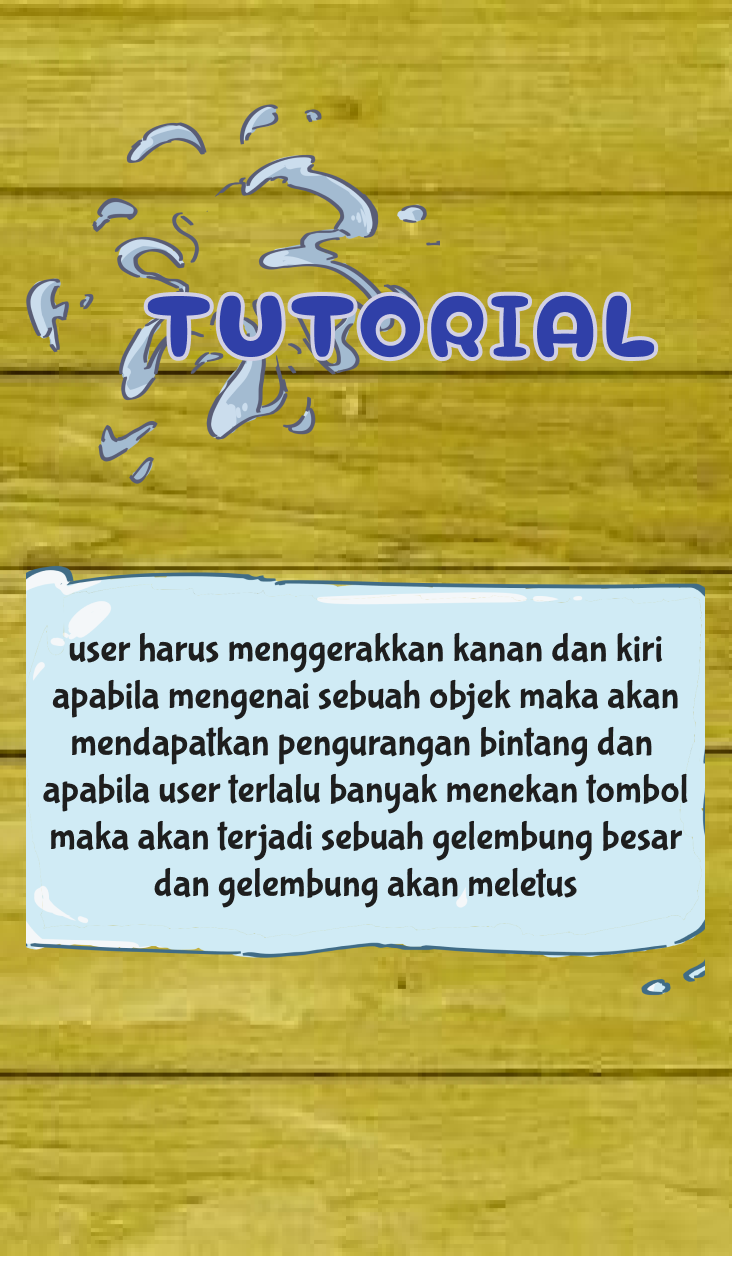 TUTORIAL
user harus menggerakkan kanan dan kiri
apabila mengenai sebuah objek maka akan
mendapatkan pengurangan bintang dan
apabila user terlalu banyak menekan tombol
maka akan terjadi sebuah gelembung besar
dan gelembung akan meletus